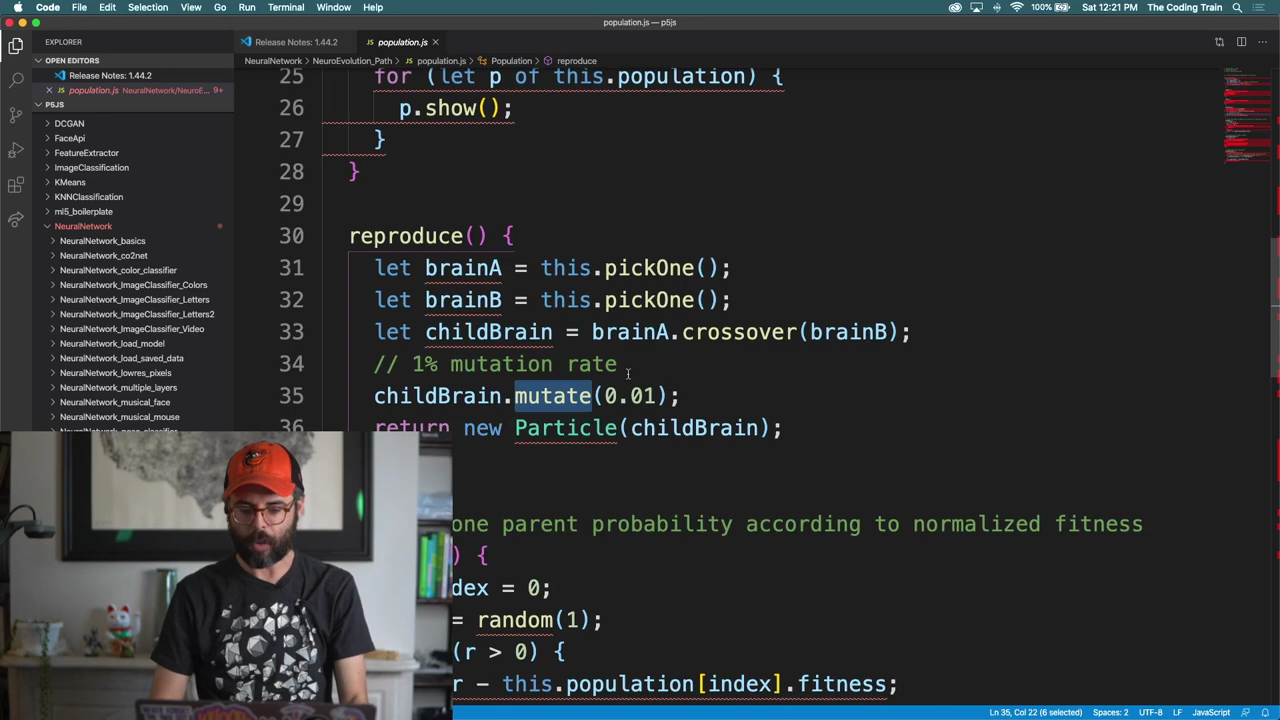 Code File Edit Selection View Go Run Terminal Window Help
100% Sat 12:21 PM The Coding Train
population.js — p5js
EXPLORER
OPEN EDITORS
Release Notes: 1.44.2
population.js NeuralNetwork/NeuroE... 9+
P5JS
DCGAN
FaceApi
FeatureExtractor
ImageClassification
KMeans
KNNClassification
ml5_boilerplate
NeuralNetwork
NeuralNetwork_basics
NeuralNetwork_co2net
NeuralNetwork_color_classifier
NeuralNetwork_ImageClassifier_Colors
NeuralNetwork_ImageClassifier_Letters
NeuralNetwork_ImageClassifier_Letters2
NeuralNetwork_ImageClassifier_Video
NeuralNetwork_load_model
NeuralNetwork_load_saved_data
NeuralNetwork_lowres_pixels
NeuralNetwork_multiple_layers
NeuralNetwork_musical_face
NeuralNetwork_musical_mouse
Release Notes: 1.44.2
JS population.js
NeuralNetwork > NeuroEvolution_Path > JS population.js > Population > reproduce
25 for (let p of this.population) {
26 p.show();
27 }
28 }
29
30 reproduce() {
31 let brainA = this.pickOne();
32 let brainB = this.pickOne();
33 let childBrain = brainA.crossover(brainB);
34 // 1% mutation rate
35 childBrain.mutate(0.01);
36 return new Particle(childBrain);
one parent probability according to normalized fitness
) {
ndex = 0;
= random(1);
(r > 0) {
r - this.population[index].fitness;
Ln 35, Col 22 (6 selected) Spaces: 2 UTF-8 LF JavaScript